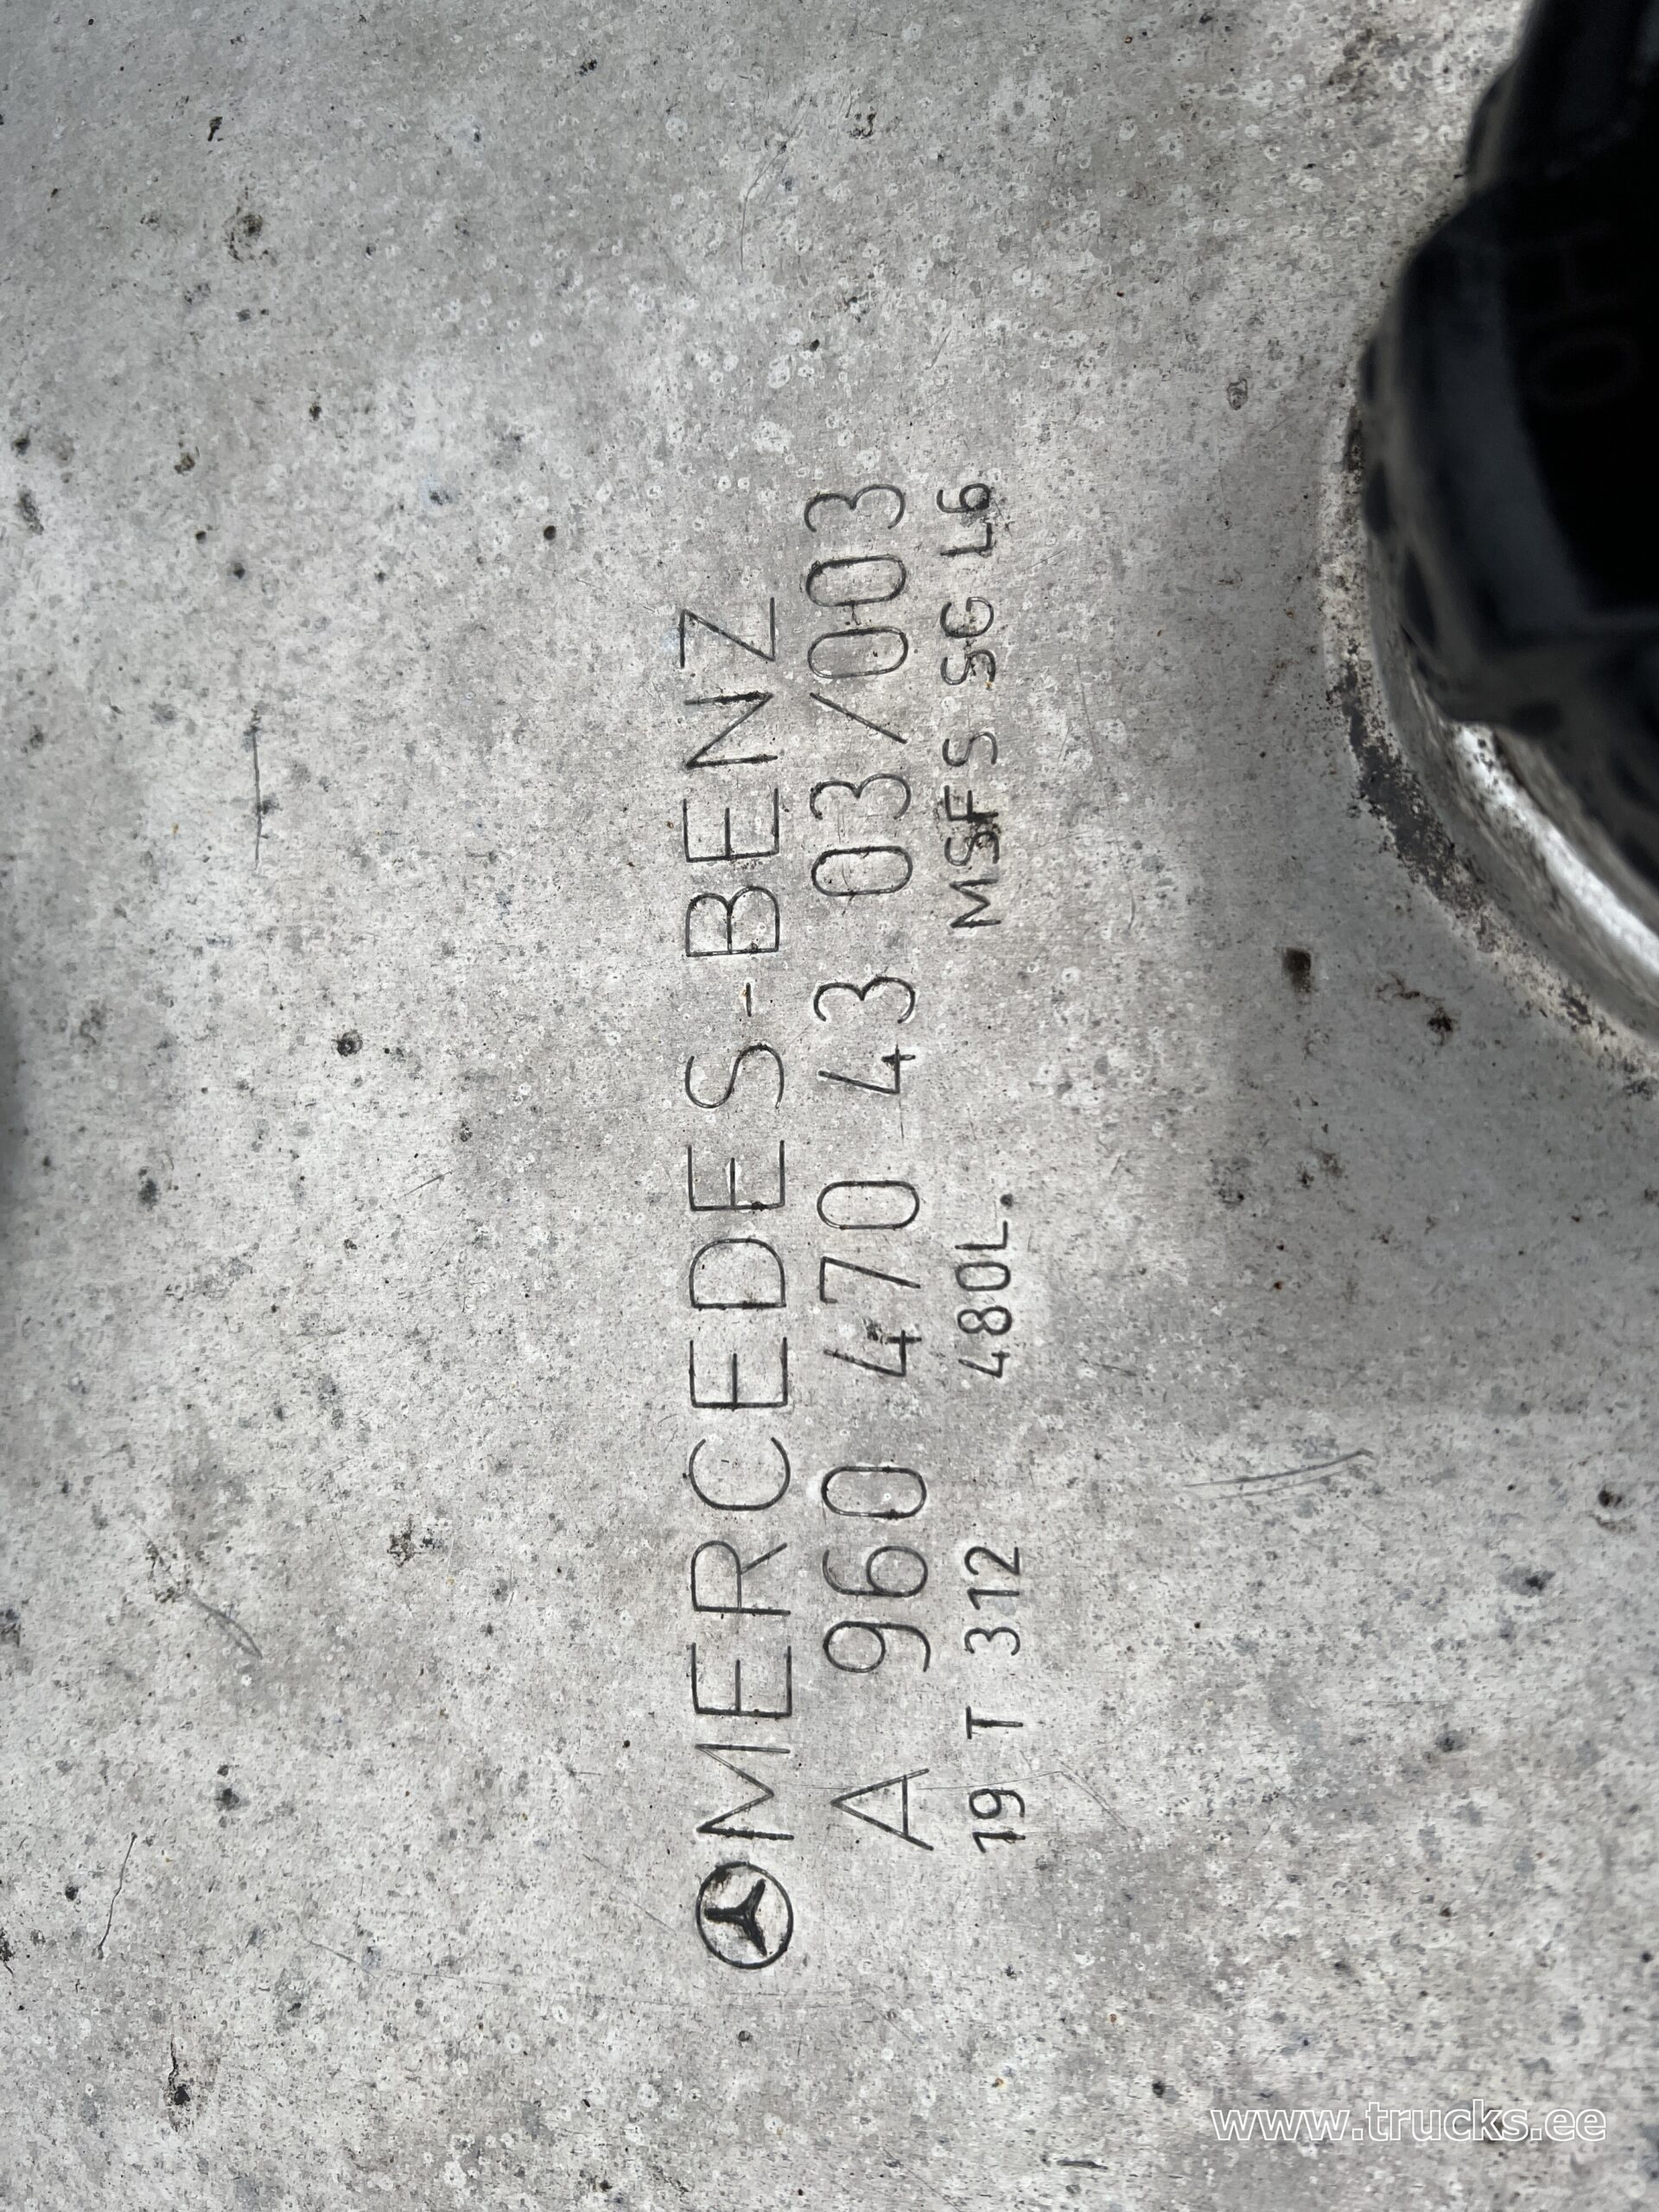 MERCEDES-BENZ
A 960 470 43 03/003
19 T 312 480L. MSFS SG L6
www.trucks.ee